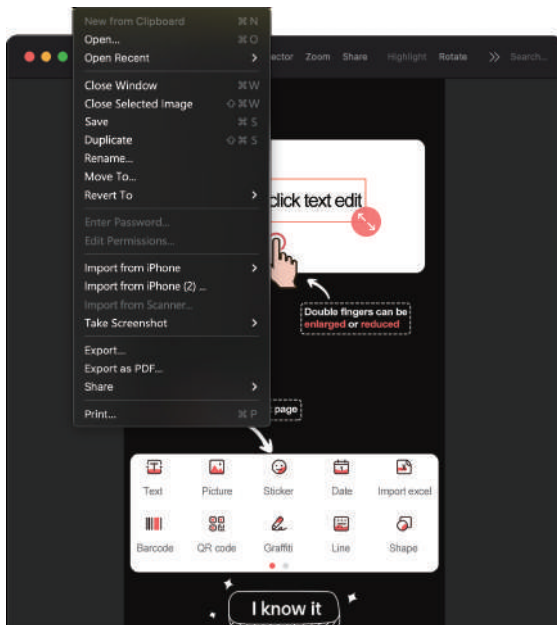 New from Clipboard ⌘ N
Open... ⌘ O
Open Recent >
Close Window ⌘ W
Close Selected Image ⇧ ⌘ W
Save ⌘ S
Duplicate ⇧ ⌘ S
Rename...
Move To...
Revert To >
Enter Password...
Edit Permissions...
Import from iPhone >
Import from iPhone (2) ...
Import from Scanner...
Take Screenshot >
Export...
Export as PDF...
Share >
Print... ⌘ P
ector Zoom Share Highlight Rotate >> Search...
click text edit
Double fingers can be
enlarged or reduced
page
Text Picture Sticker Date Import excel
Barcode QR code Graffiti Line Shape
I know it